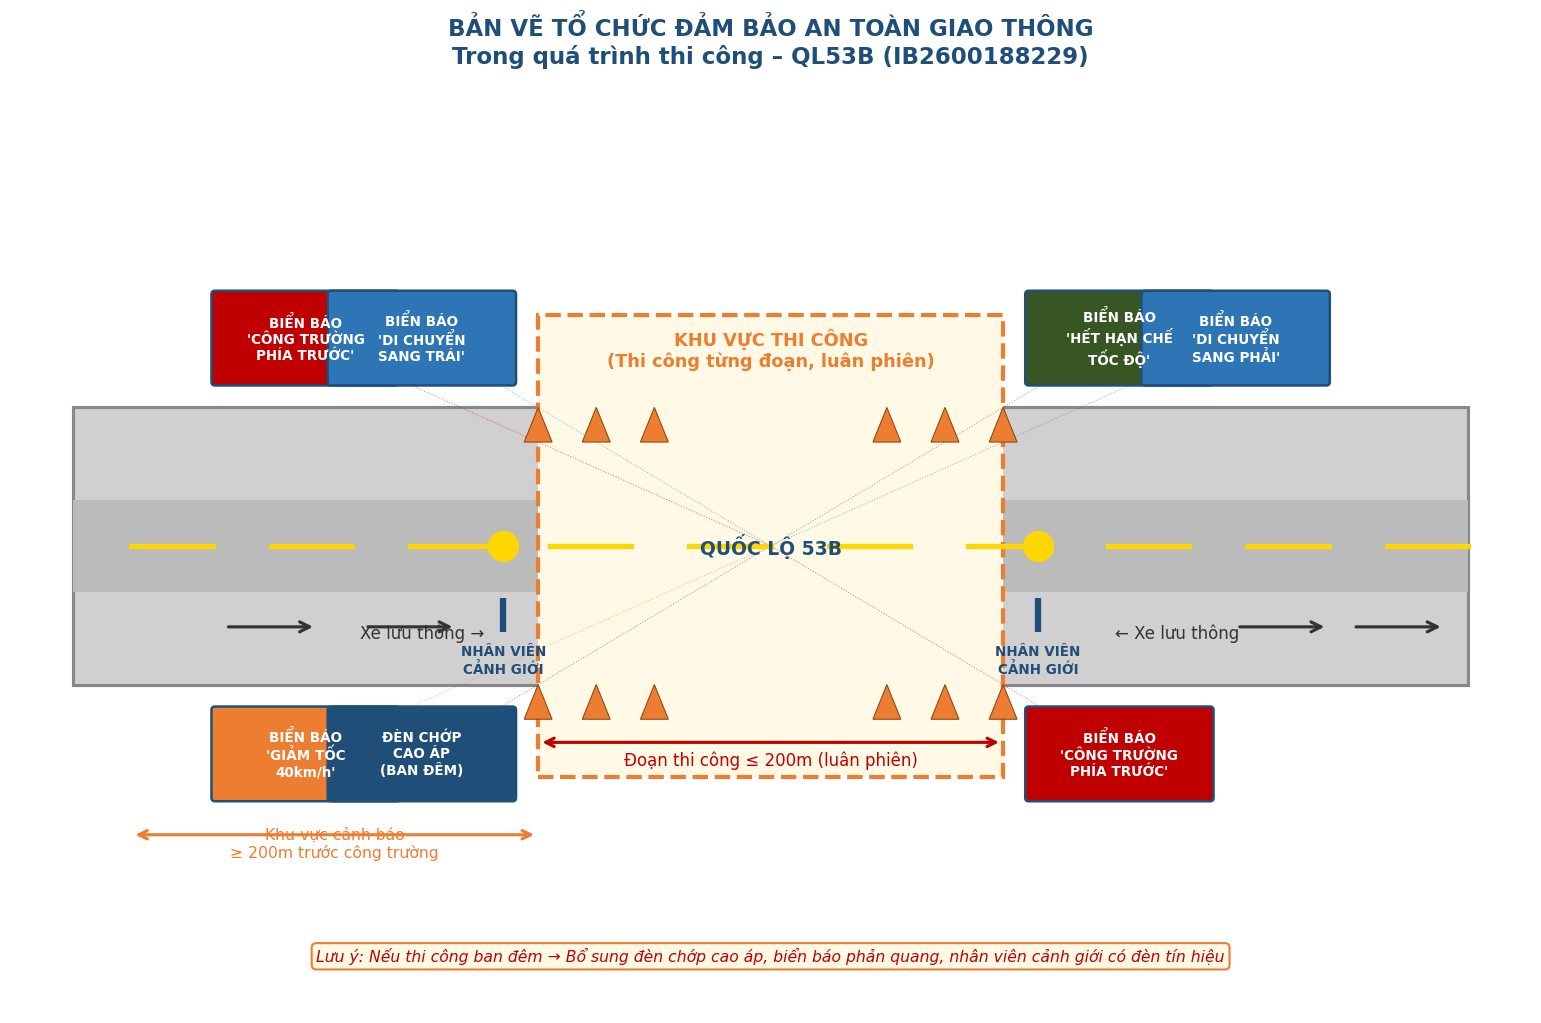 BẢN VẼ TỔ CHỨC ĐẢM BẢO AN TOÀN GIAO THÔNG
Trong quá trình thi công – QL53B (IB2600188229)
BIỂN BÁO
'CÔNG TRƯỜNG
PHÍA TRƯỚC'
BIỂN BÁO
'DI CHUYỂN
SANG TRÁI'
KHU VỰC THI CÔNG
(Thi công từng đoạn, luân phiên)
BIỂN BÁO
'HẾT HẠN CHẾ
TỐC ĐỘ'
BIỂN BÁO
'DI CHUYỂN
SANG PHẢI'
QUỐC LỘ 53B
Xe lưu thông →
NHÂN VIÊN
CẢNH GIỚI
← Xe lưu thông
NHÂN VIÊN
CẢNH GIỚI
BIỂN BÁO
'GIẢM TỐC
40km/h'
ĐÈN CHỚP
CAO ÁP
(BAN ĐÊM)
Đoạn thi công ≤ 200m (luân phiên)
BIỂN BÁO
'CÔNG TRƯỜNG
PHÍA TRƯỚC'
Khu vực cảnh báo
≥ 200m trước công trường
Lưu ý: Nếu thi công ban đêm → Bổ sung đèn chớp cao áp, biển báo phản quang, nhân viên cảnh giới có đèn tín hiệu